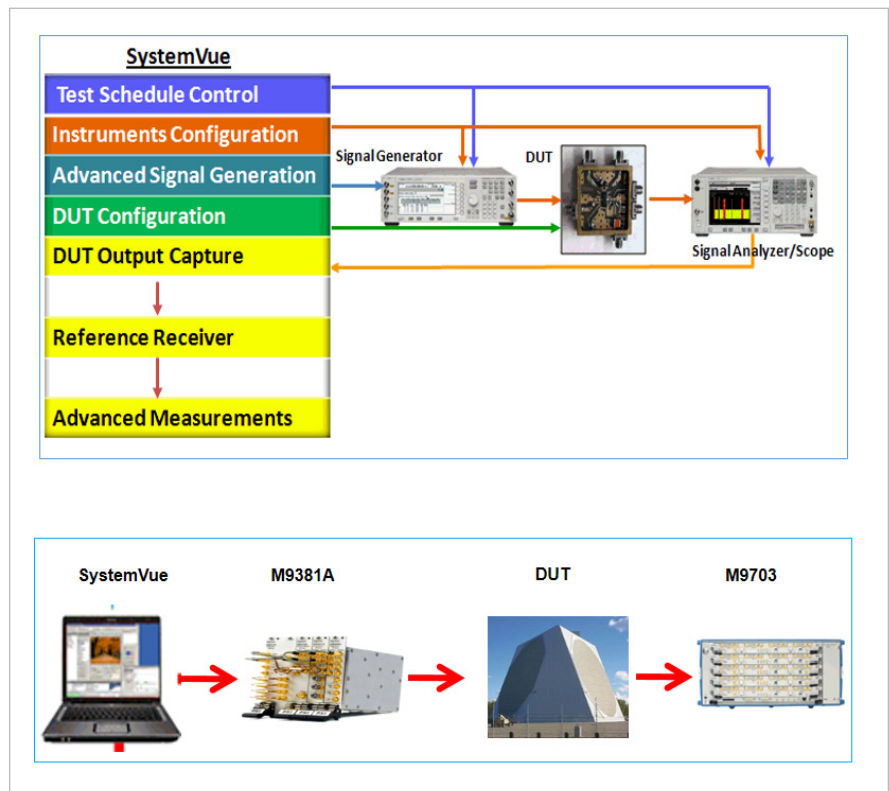 SystemVue
Test Schedule Control
Instruments Configuration
Advanced Signal Generation
DUT Configuration
DUT Output Capture
Reference Receiver
Advanced Measurements
Signal Generator
DUT
Signal Analyzer/Scope
SystemVue
M9381A
DUT
M9703